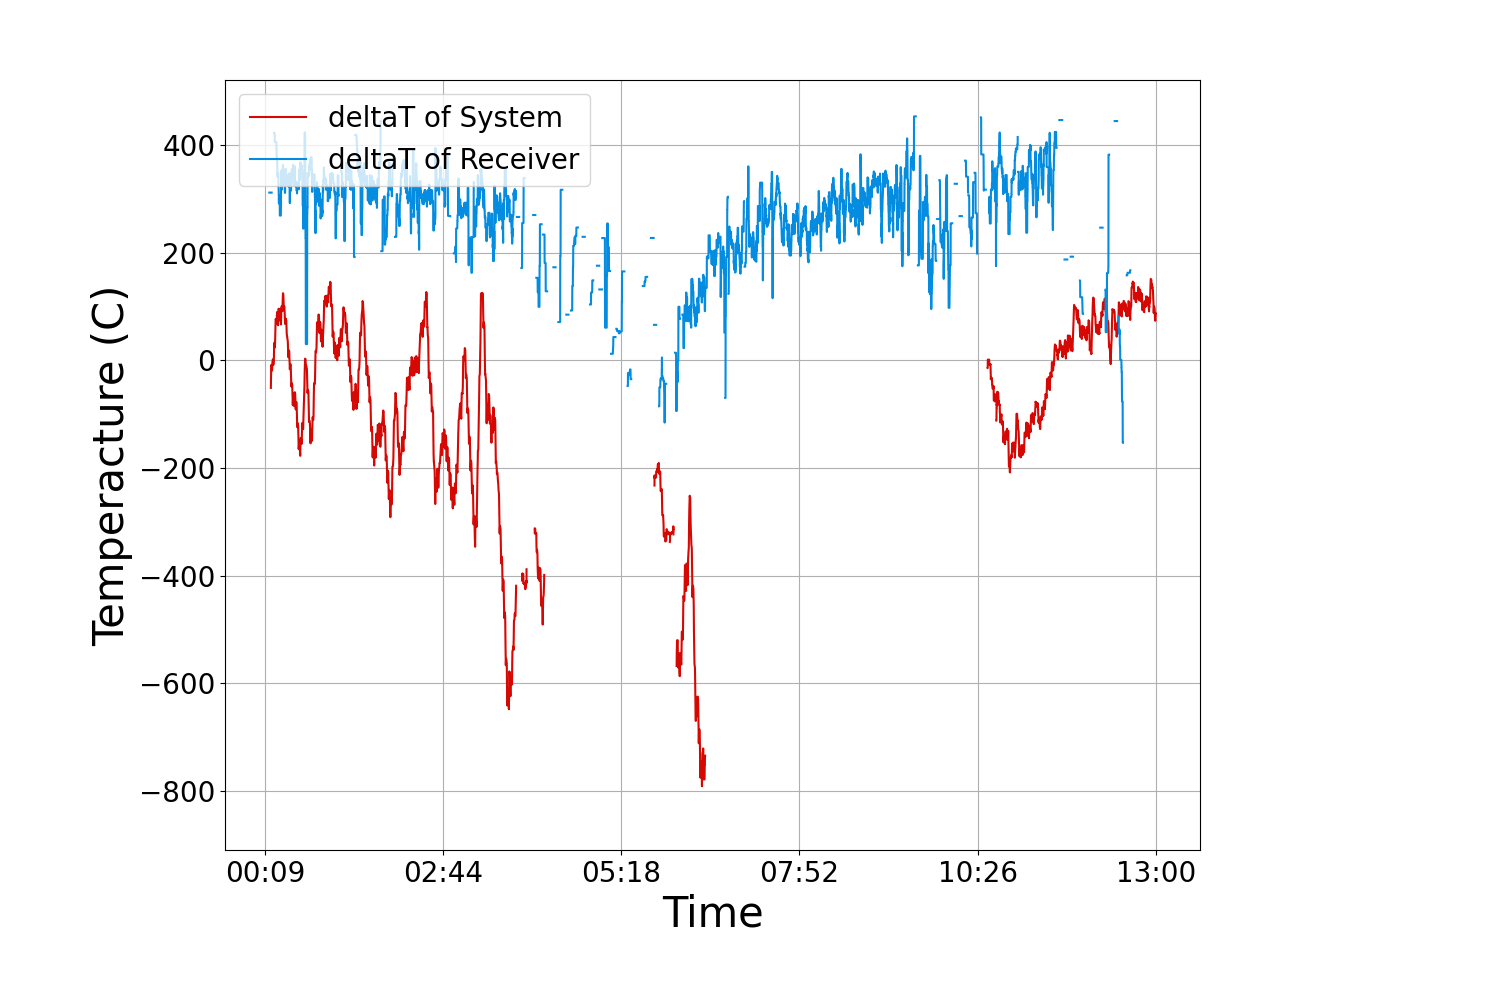 deltaT of System
deltaT of Receiver
400
200
0
−200
−400
−600
−800
Temperacture (C)
00:09 02:44 05:18 07:52 10:26 13:00
Time